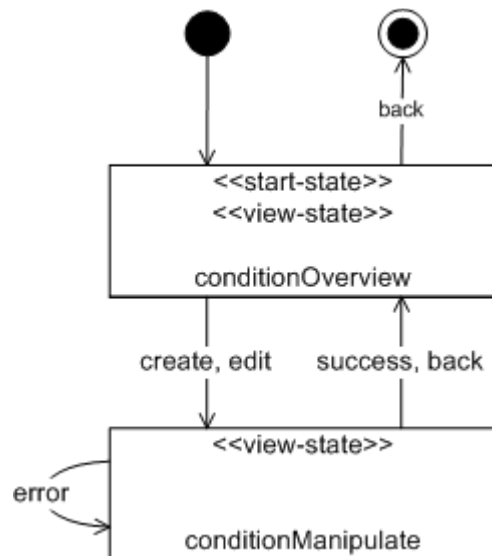 back
<<start-state>>
<<view-state>>
conditionOverview
create, edit
success, back
<<view-state>>
error
conditionManipulate